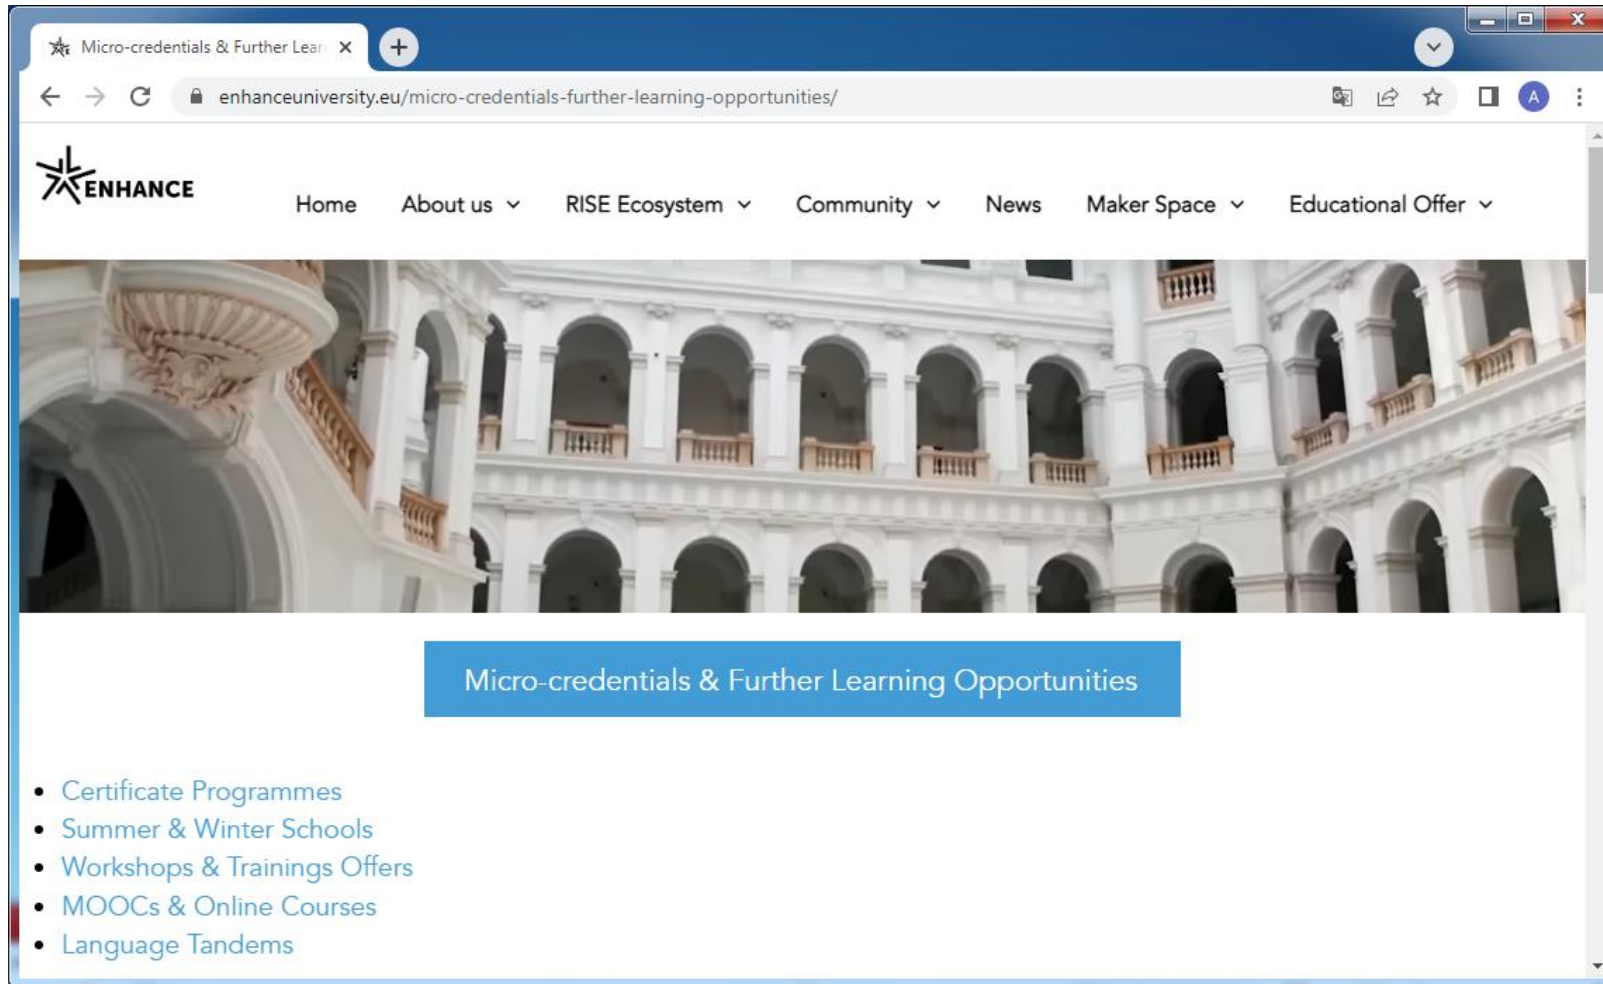 Micro-credentials & Further Lear
enhanceuniversity.eu/micro-credentials-further-learning-opportunities/
A
ENHANCE
Home About us RISE Ecosystem Community News Maker Space Educational Offer
Micro-credentials & Further Learning Opportunities
Certificate Programmes
Summer & Winter Schools
Workshops & Trainings Offers
MOOCs & Online Courses
Language Tandems